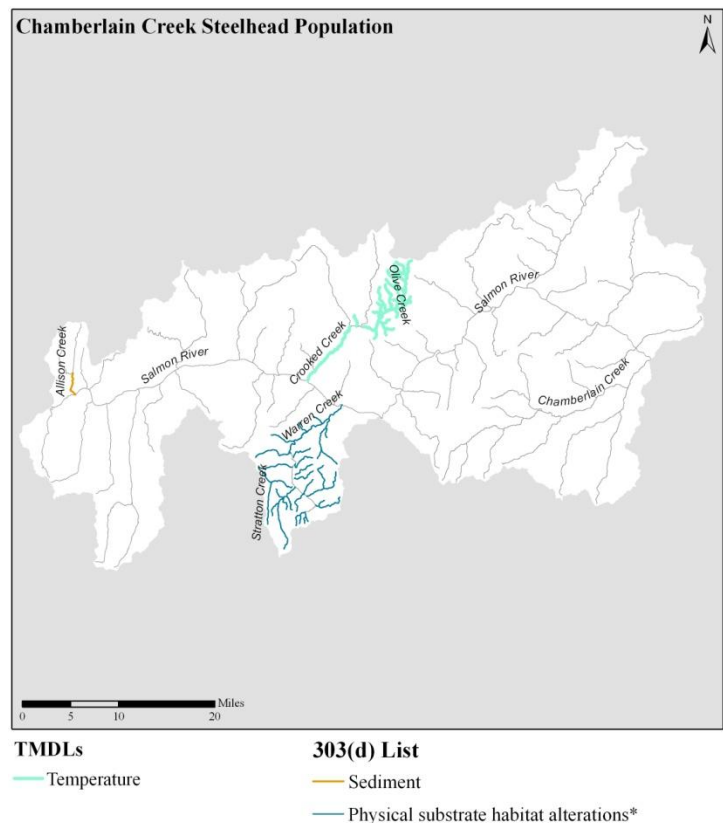 Chamberlain Creek Steelhead Population
N
Olive Creek
Salmon River
Allison Creek
Salmon River
Crooked Creek
Chamberlain Creek
Warren Creek
Stratton Creek
Miles
0 5 10 20
TMDLs
Temperature
303(d) List
Sediment
Physical substrate habitat alterations*